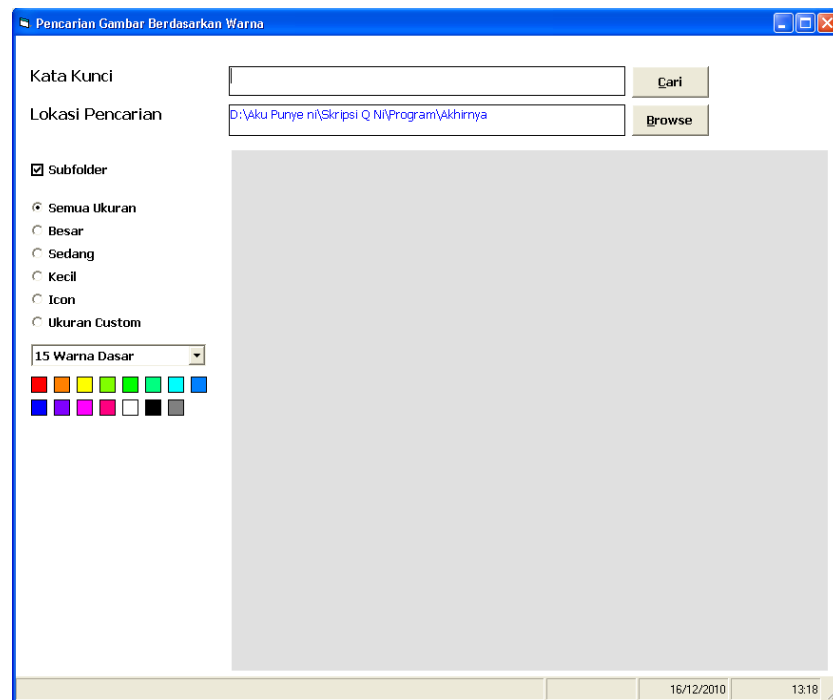 Pencarian Gambar Berdasarkan Warna
Kata Kunci
Cari
Lokasi Pencarian
D:\Aku Punye ni\Skripsi Q Ni\Program\Akhirnya
Browse
Subfolder
Semua Ukuran
Besar
Sedang
Kecil
Icon
Ukuran Custom
15 Warna Dasar
16/12/2010
13:18